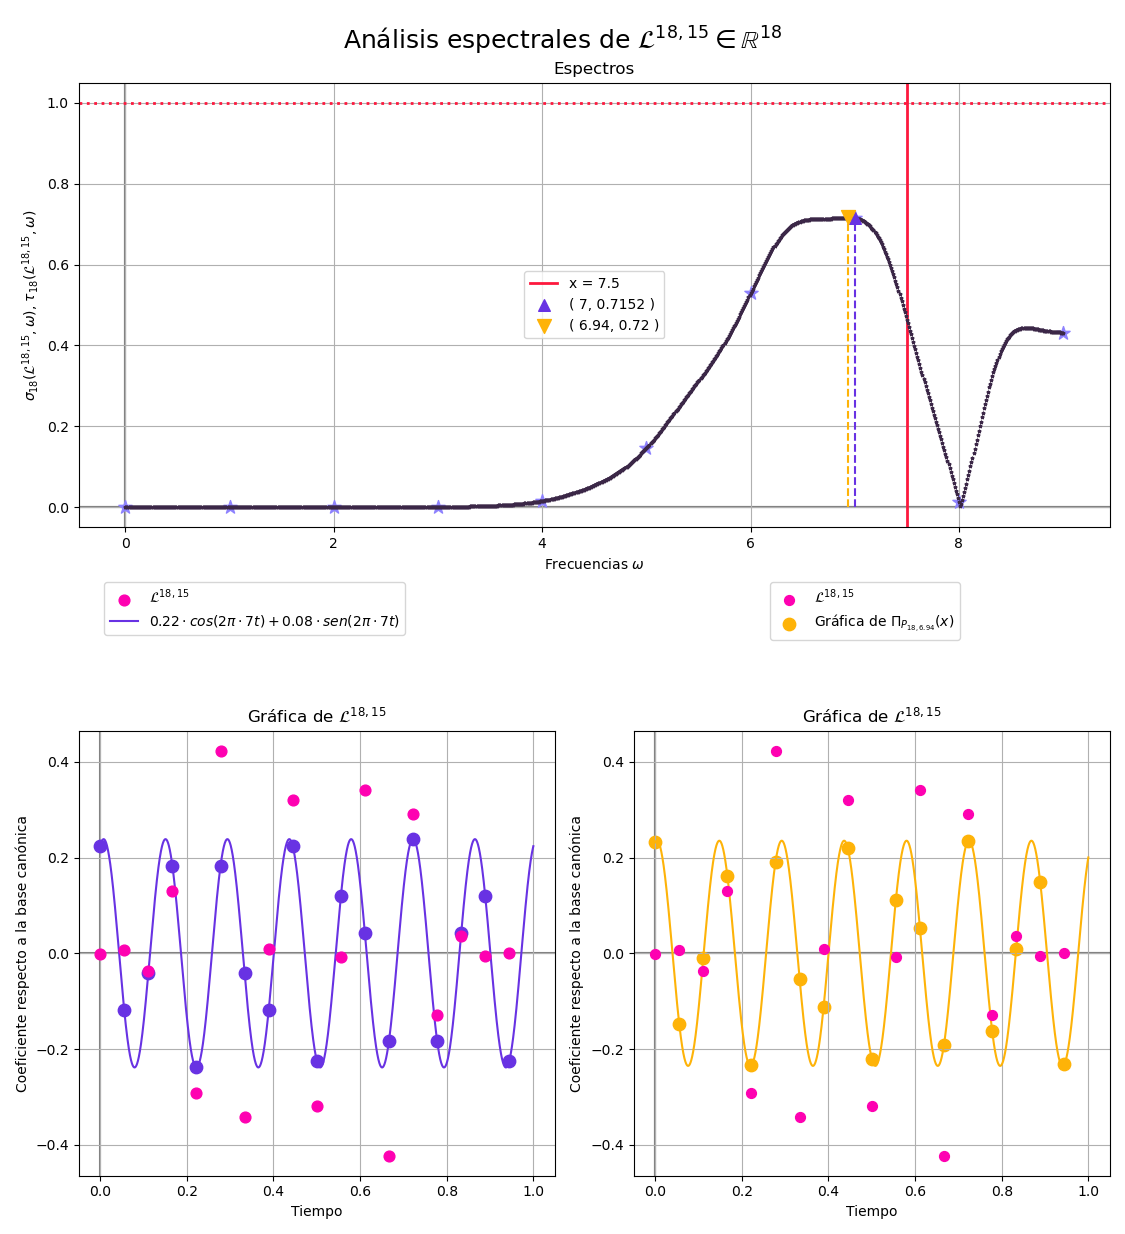 Análisis espectrales de 𝓛^{18,15} ∈ ℝ^{18}
Espectros
1.0
0.8
0.6
0.4
0.2
0.0
σ_{18}(𝓛^{18,15}, ω), τ_{18}(𝓛^{18,15}, ω)
x = 7.5
( 7, 0.7152 )
( 6.94, 0.72 )
0 2 4 6 8
Frecuencias ω
𝓛^{18,15}
0.22 · cos(2π · 7t) + 0.08 · sen(2π · 7t)
𝓛^{18,15}
Gráfica de Π_{P_{18,6.94}}(x)
Gráfica de 𝓛^{18,15}
0.4
0.2
0.0
−0.2
−0.4
Coeficiente respecto a la base canónica
0.0 0.2 0.4 0.6 0.8 1.0
Tiempo
Gráfica de 𝓛^{18,15}
0.4
0.2
0.0
−0.2
−0.4
Coeficiente respecto a la base canónica
0.0 0.2 0.4 0.6 0.8 1.0
Tiempo